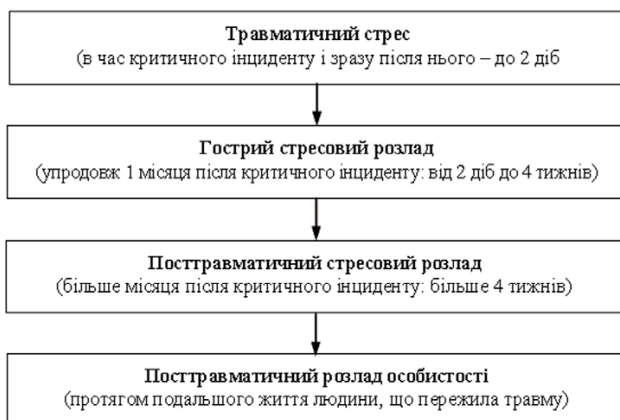 Травматичний стрес
(в час критичного інциденту і зразу після нього – до 2 діб
Гострий стресовий розлад
(упродовж 1 місяця після критичного інциденту: від 2 діб до 4 тижнів)
Посттравматичний стресовий розлад
(більше місяця після критичного інциденту: більше 4 тижнів)
Посттравматичний розлад особистості
(протягом подальшого життя людини, що пережила травму)